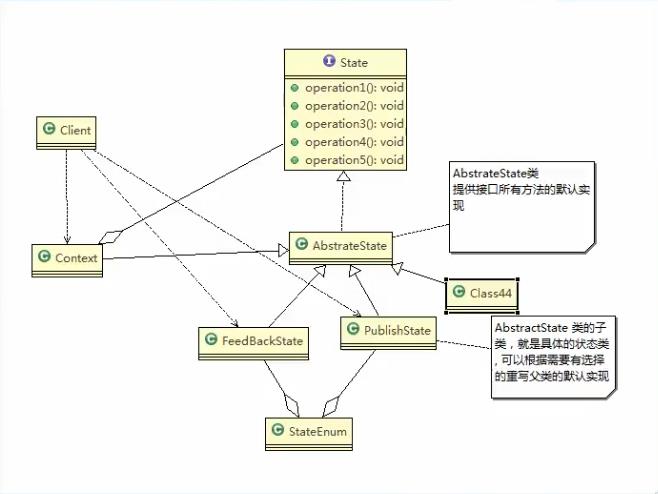 State
operation1(): void
operation2(): void
operation3(): void
operation4(): void
operation5(): void
Client
AbstrateState类
提供接口所有方法的默认实
现
AbstrateState
Context
Class44
FeedBackState
PublishState
AbstractState 类的子
类，就是具体的状态类
, 可以根据需要有选择
的重写父类的默认实现
StateEnum